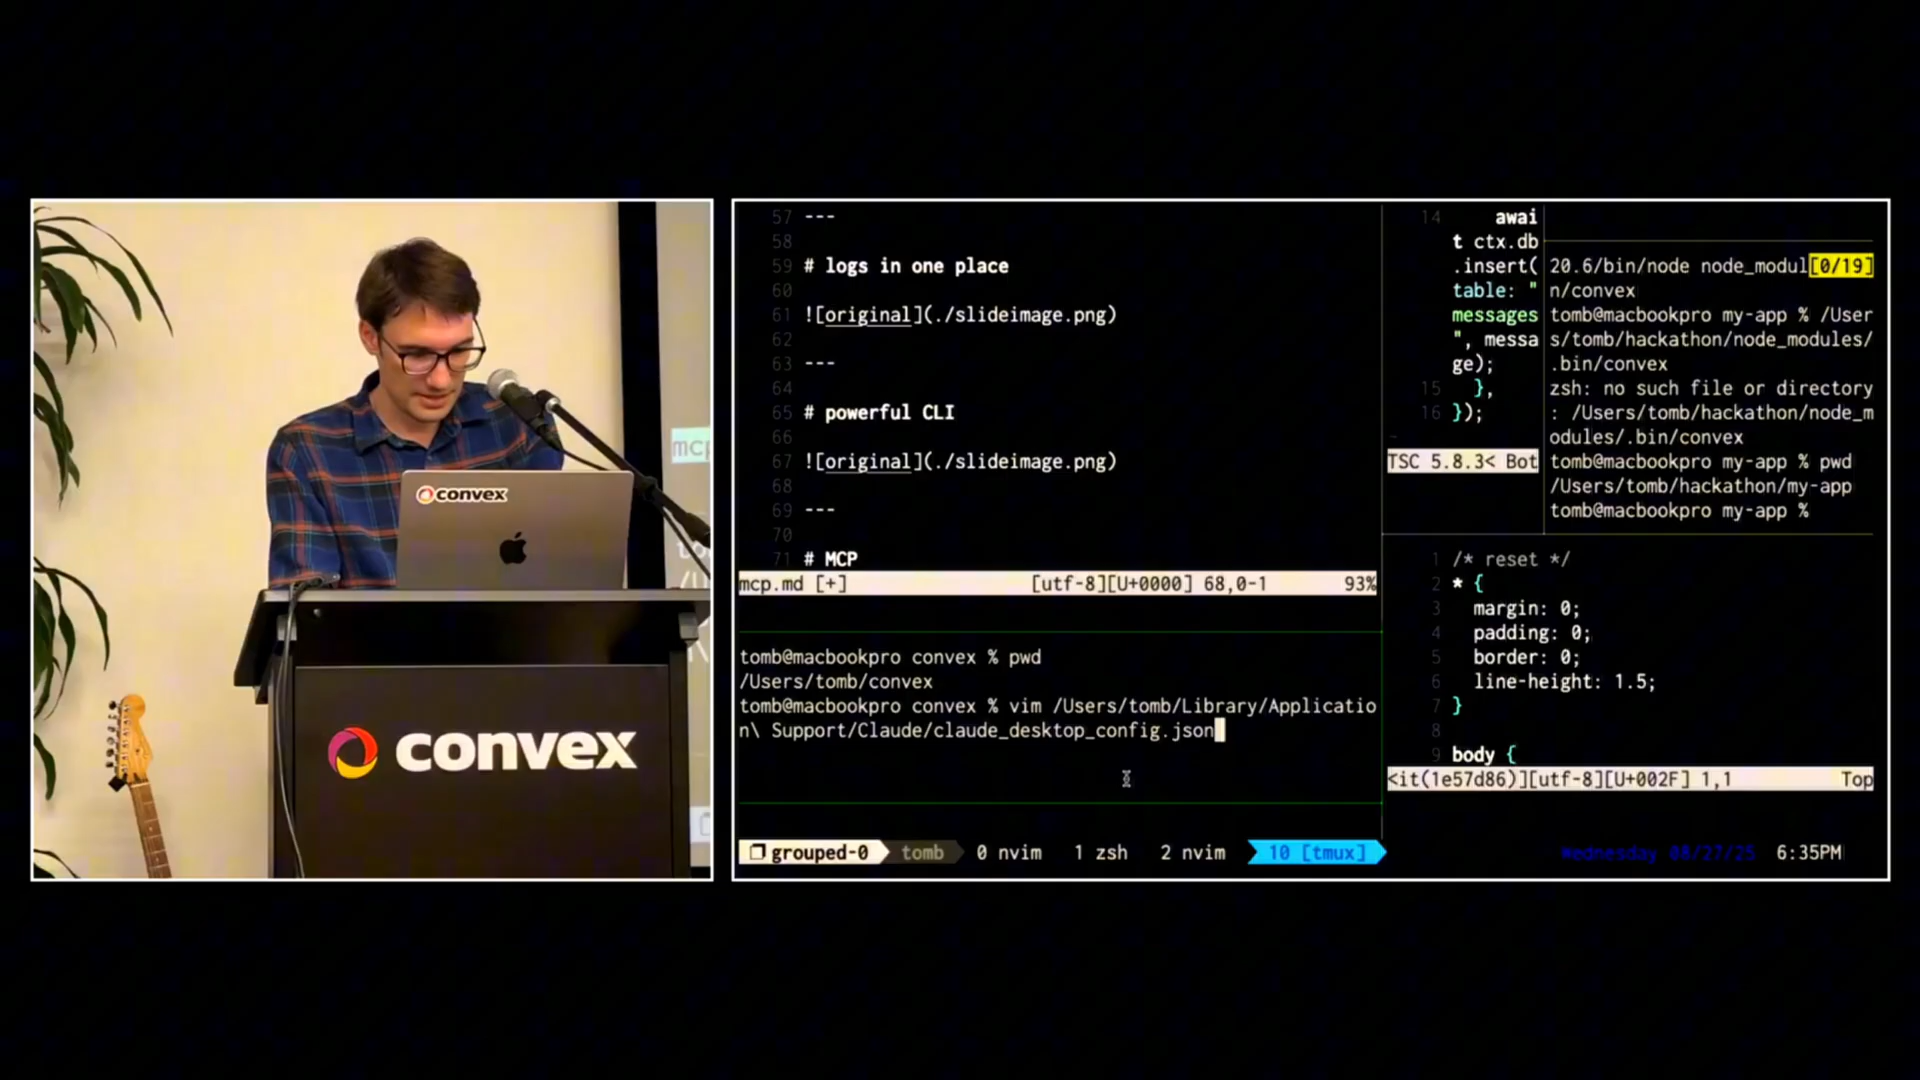 convex
convex
mcp
57 ---
58
59 # logs in one place
60
61 ![original](./slideimage.png)
62
63 ---
64
65 # powerful CLI
66
67 ![original](./slideimage.png)
68
69 ---
70
71 # MCP
mcp.md [+] [utf-8][U+0000] 68,0-1 93%
tomb@macbookpro convex % pwd
/Users/tomb/convex
tomb@macbookpro convex % vim /Users/tomb/Library/Applicatio
n\ Support/Claude/claude_desktop_config.json
14 awai
t ctx.db
.insert(
table: "
messages
", messa
ge);
15 },
16 });
TSC 5.8.3< Bot
[0/19]
20.6/bin/node node_modul
n/convex
tomb@macbookpro my-app % /User
s/tomb/hackathon/node_modules/
.bin/convex
zsh: no such file or directory
: /Users/tomb/hackathon/node_m
odules/.bin/convex
tomb@macbookpro my-app % pwd
/Users/tomb/hackathon/my-app
tomb@macbookpro my-app %
1 /* reset */
2 * {
3 margin: 0;
4 padding: 0;
5 border: 0;
6 line-height: 1.5;
7 }
8
9 body {
<it(1e57d86)][utf-8][U+002F] 1,1 Top
grouped-0 tomb 0 nvim 1 zsh 2 nvim 10 [tmux] Wednesday 08/27/25 6:35PM